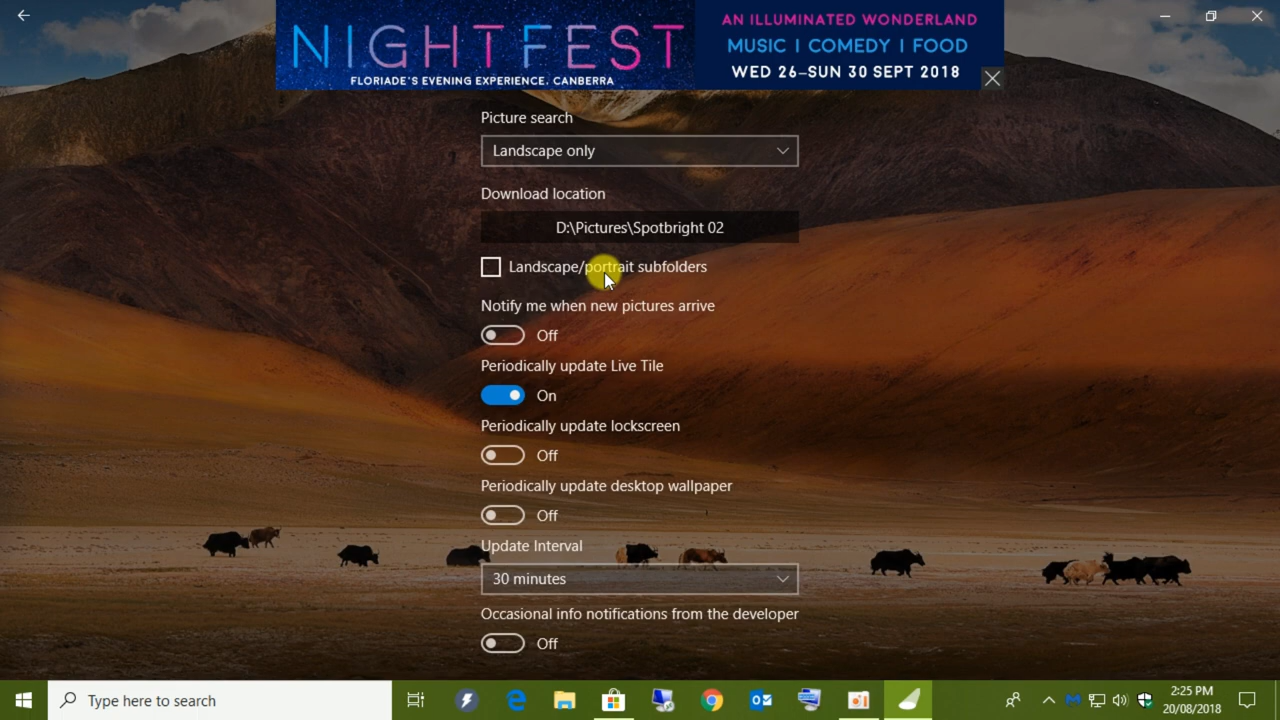 NIGHTFEST
FLORIADE'S EVENING EXPERIENCE, CANBERRA
AN ILLUMINATED WONDERLAND
MUSIC | COMEDY | FOOD
WED 26–SUN 30 SEPT 2018
Picture search
Landscape only
Download location
D:\Pictures\Spotbright 02
Landscape/portrait subfolders
Notify me when new pictures arrive
Off
Periodically update Live Tile
On
Periodically update lockscreen
Off
Periodically update desktop wallpaper
Off
Update Interval
30 minutes
Occasional info notifications from the developer
Off
Type here to search
2:25 PM
20/08/2018